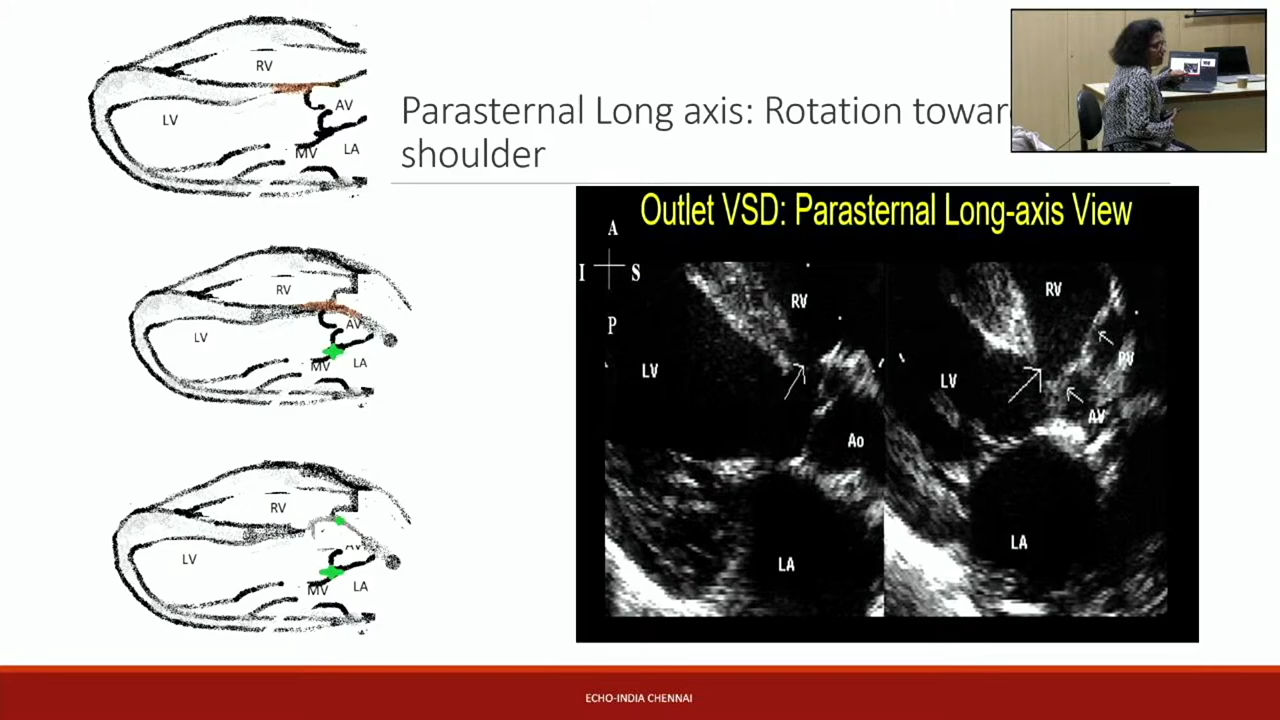 Parasternal Long axis: Rotation
shoulder
RV
LV
AV
MV
LA
RV
LV
AV
MV
LA
RV
LV
MV
LA
Outlet VSD: Parasternal Long-axis View
A
I
S
P
RV
LV
Ao
LA
RV
LV
PV
AV
LA
ECHO-INDIA CHENNAI